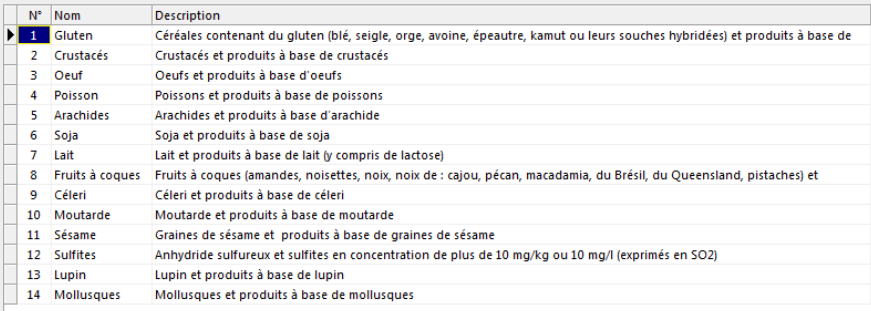 N° Nom Description
1 Gluten Céréales contenant du gluten (blé, seigle, orge, avoine, épeautre, kamut ou leurs souches hybridées) et produits à base de
2 Crustacés Crustacés et produits à base de crustacés
3 Oeuf Oeufs et produits à base d'oeufs
4 Poisson Poissons et produits à base de poissons
5 Arachides Arachides et produits à base d'arachide
6 Soja Soja et produits à base de soja
7 Lait Lait et produits à base de lait (y compris de lactose)
8 Fruits à coques Fruits à coques (amandes, noisettes, noix, noix de : cajou, pécan, macadamia, du Brésil, du Queensland, pistaches) et
9 Céleri Céleri et produits à base de céleri
10 Moutarde Moutarde et produits à base de moutarde
11 Sésame Graines de sésame et  produits à base de graines de sésame
12 Sulfites Anhydride sulfureux et sulfites en concentration de plus de 10 mg/kg ou 10 mg/l (exprimés en SO2)
13 Lupin Lupin et produits à base de lupin
14 Mollusques Mollusques et produits à base de mollusques